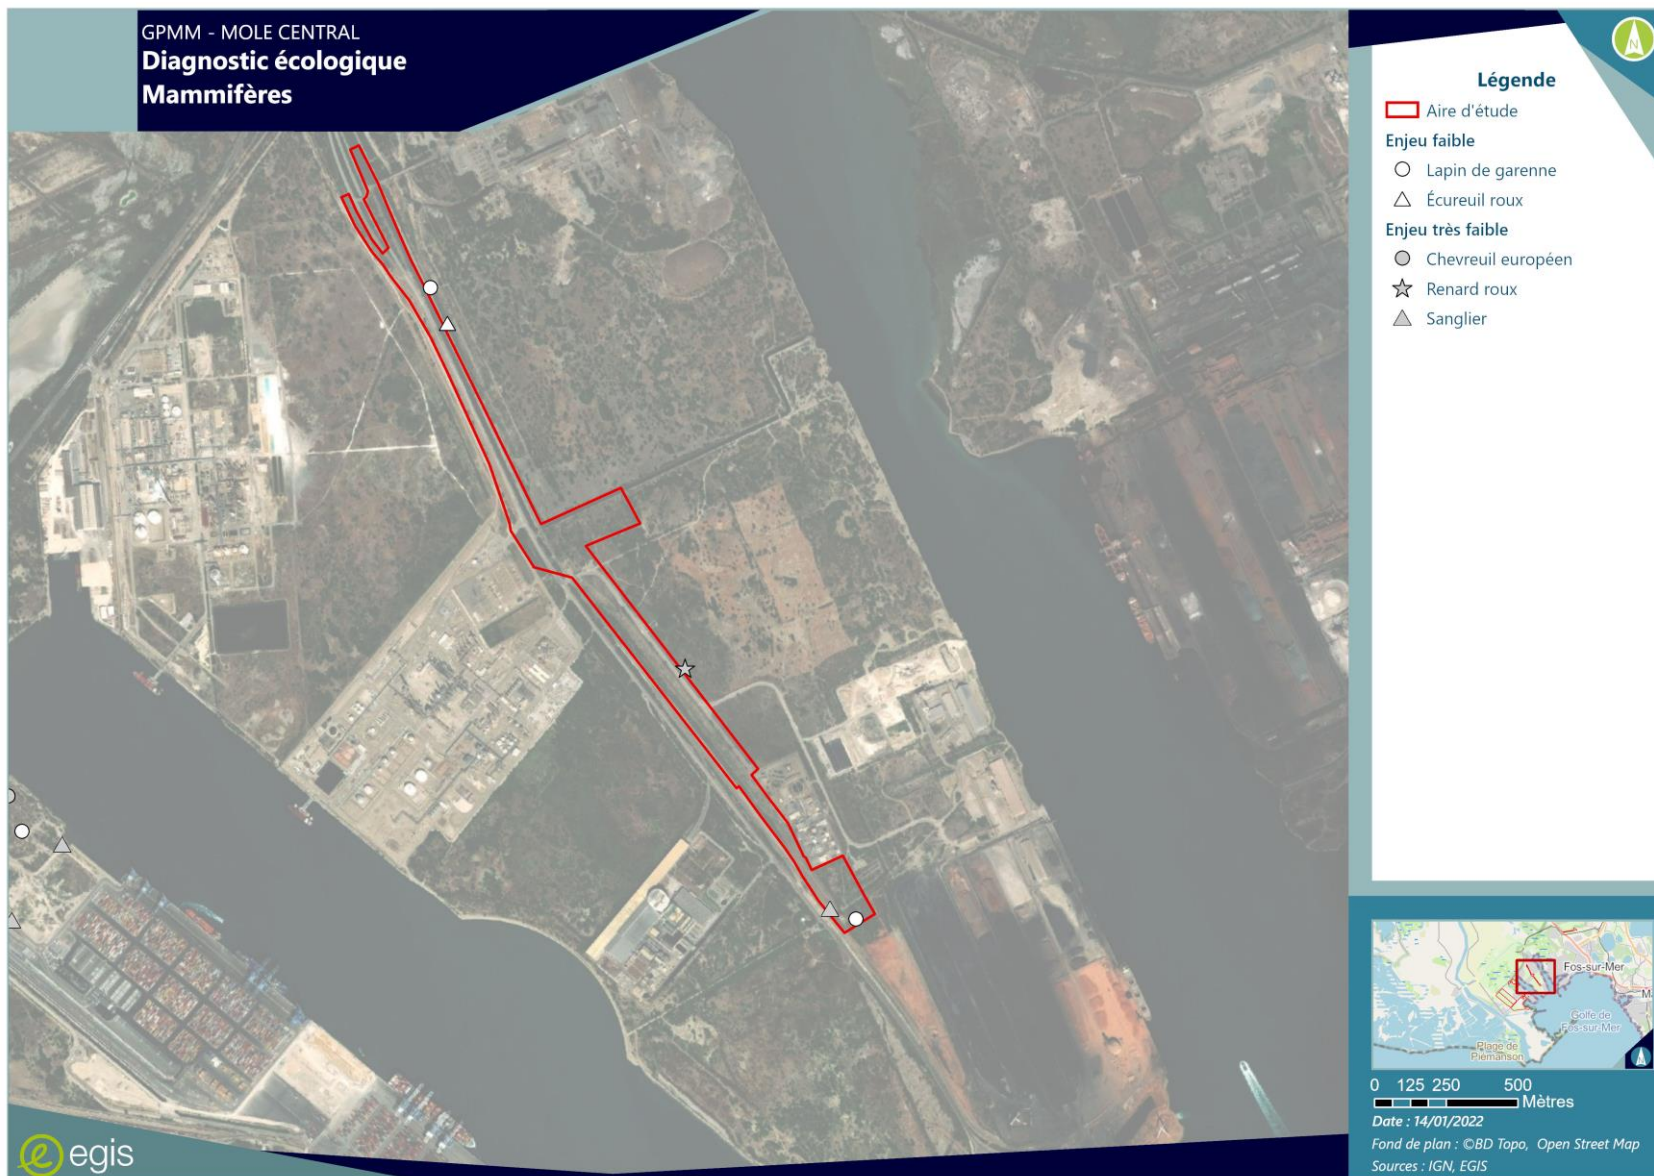 GPMM - MOLE CENTRAL
Diagnostic écologique
Mammifères
N
Légende
Aire d'étude
Enjeu faible
Lapin de garenne
Écureuil roux
Enjeu très faible
Chevreuil européen
Renard roux
Sanglier
Fos-sur-Mer
M
Golfe de
Fos-sur-Mer
Plage de
Piémanson
0 125 250 500
Mètres
Date : 14/01/2022
Fond de plan : ©BD Topo, Open Street Map
Sources : IGN, EGIS
egis